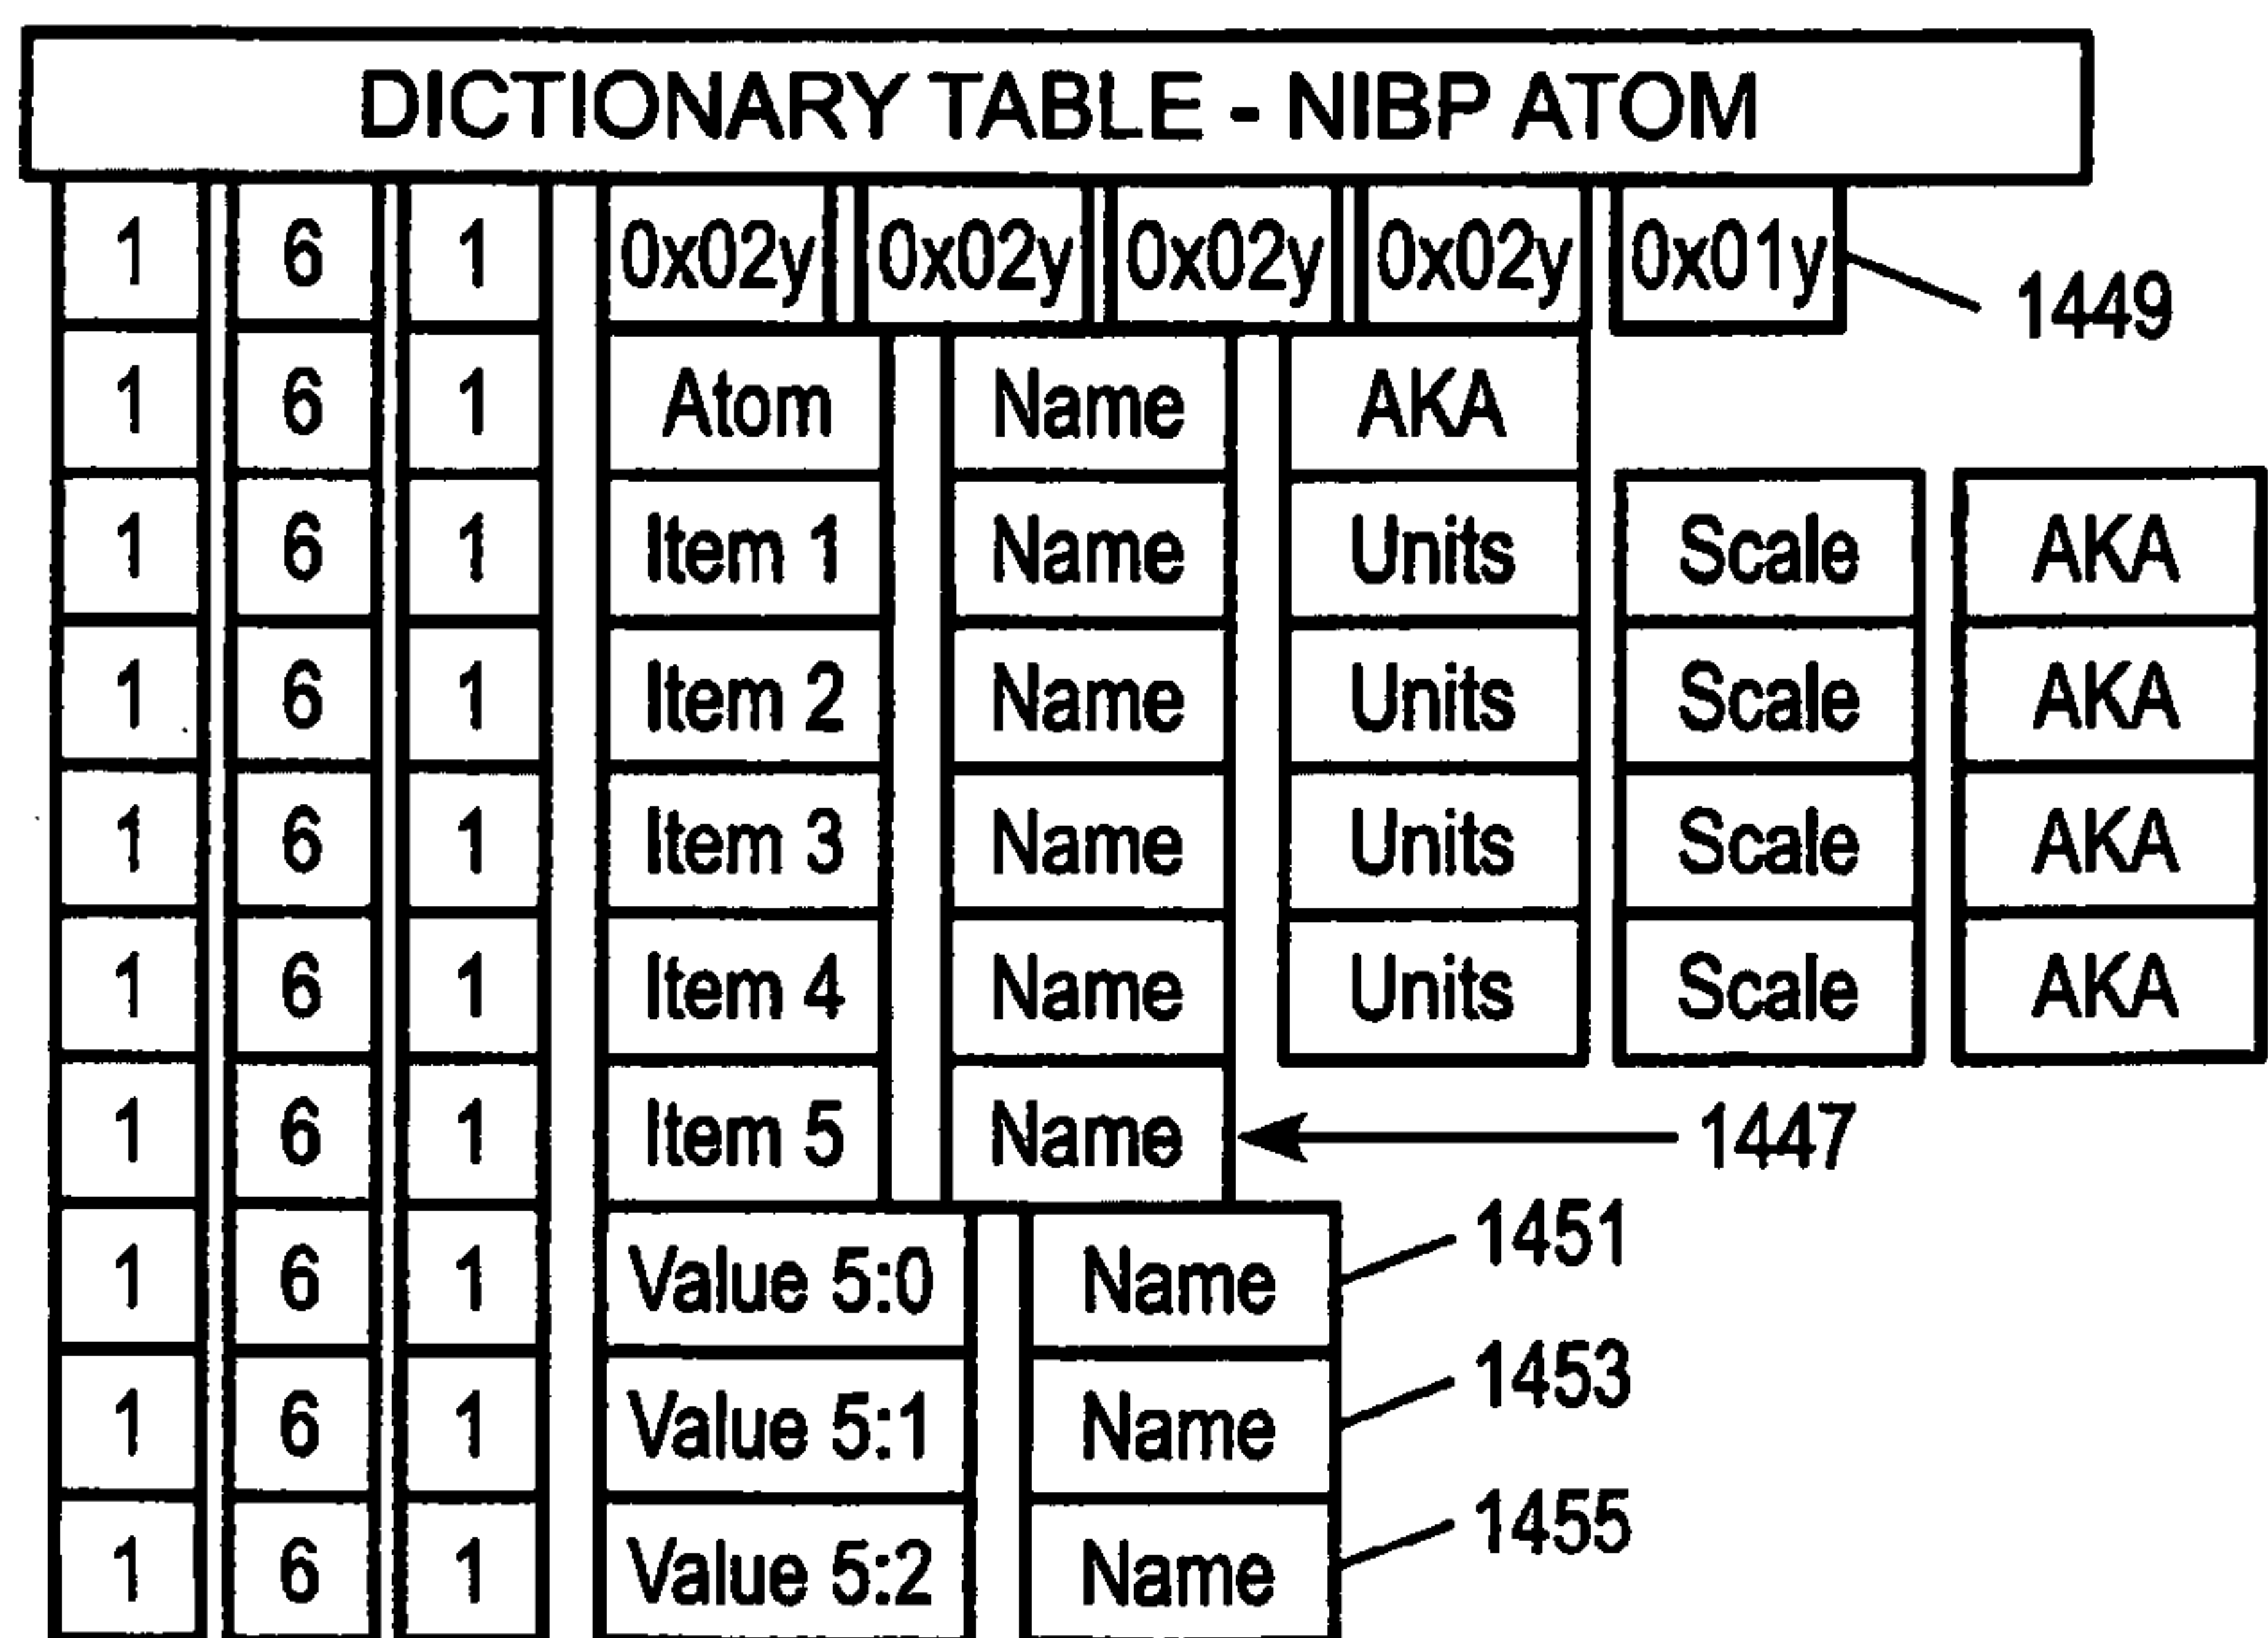 DICTIONARY TABLE - NIBP ATOM
1 6 1 0x02y 0x02y 0x02y 0x02y 0x01y 1449
1 6 1 Atom Name AKA
1 6 1 Item 1 Name Units Scale AKA
1 6 1 Item 2 Name Units Scale AKA
1 6 1 Item 3 Name Units Scale AKA
1 6 1 Item 4 Name Units Scale AKA
1 6 1 Item 5 Name 1447
1 6 1 Value 5:0 Name 1451
1 6 1 Value 5:1 Name 1453
1 6 1 Value 5:2 Name 1455